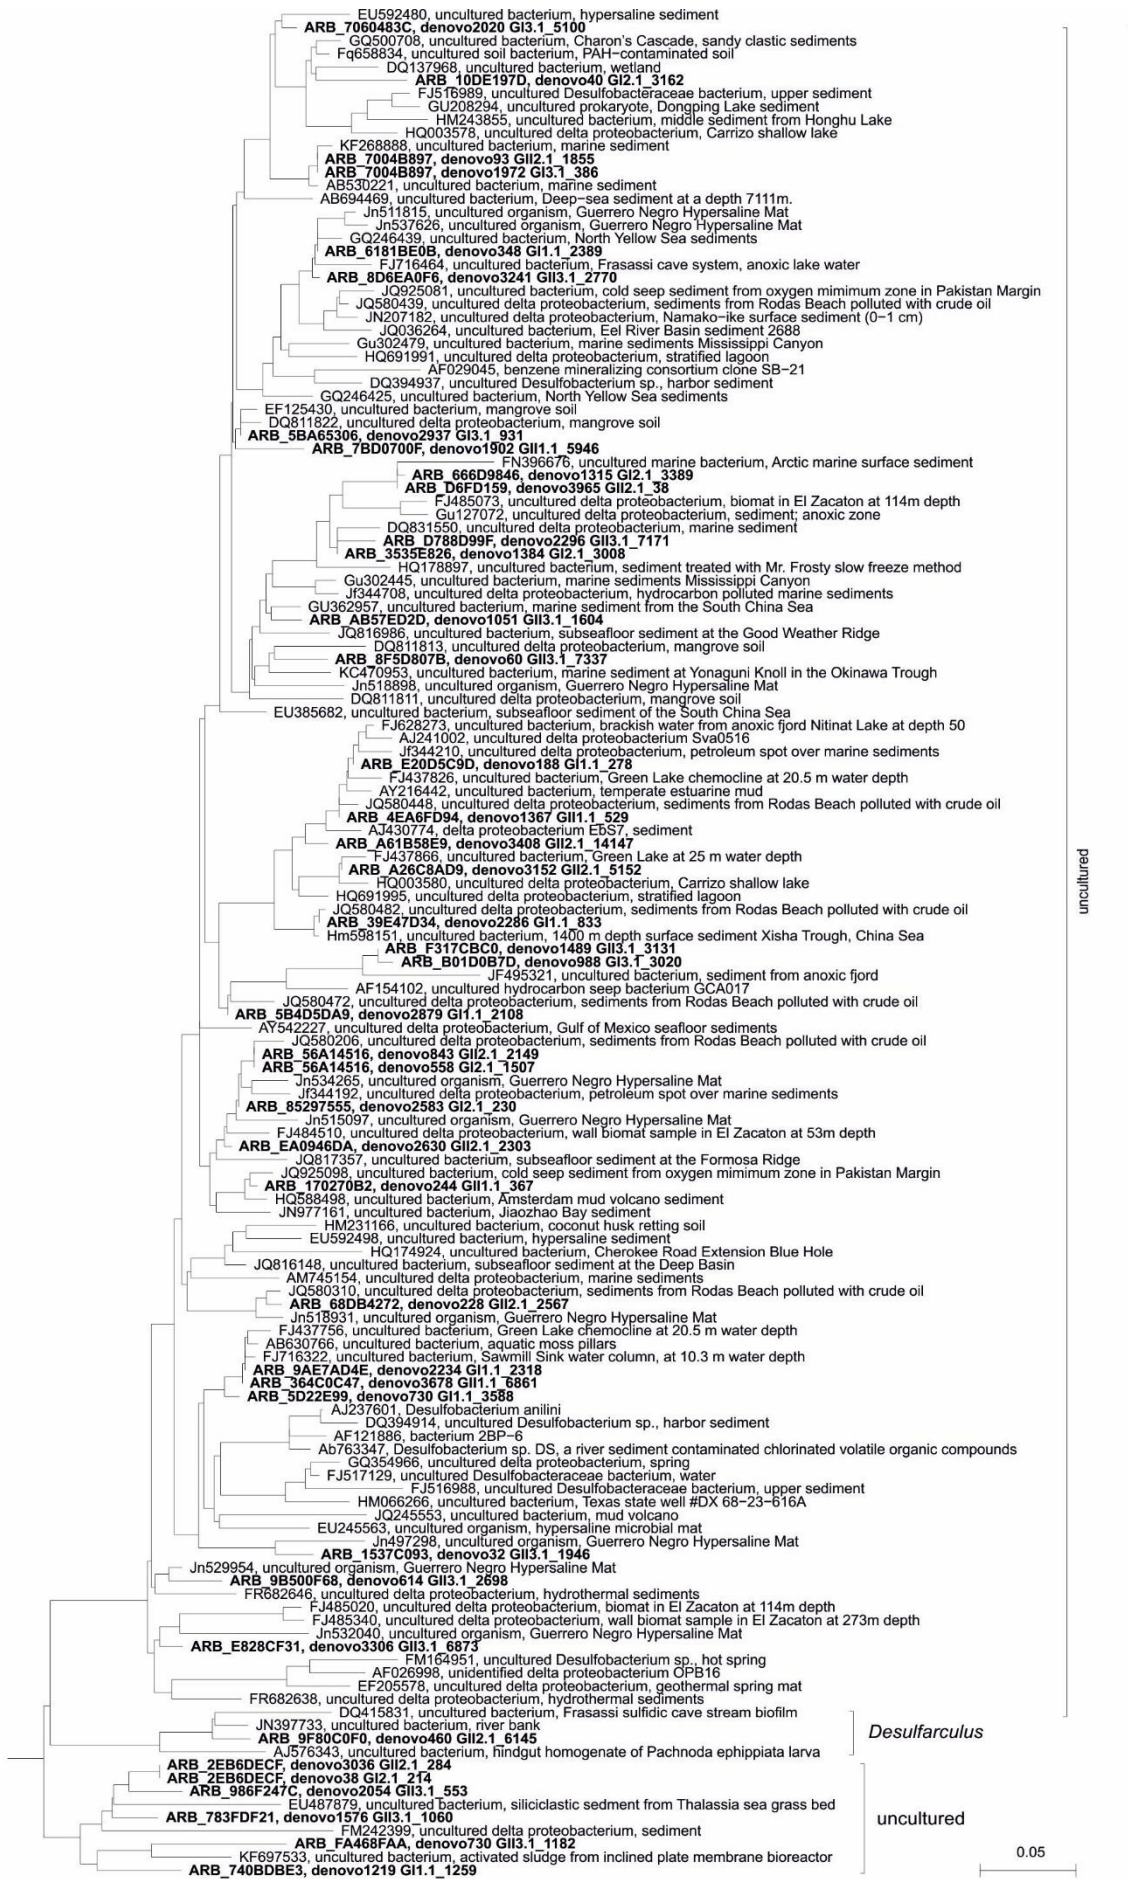 EU592480, uncultured bacterium, hypersaline sediment
ARB_7060483C, denovo2020 GI3.1_5100
GQ500708, uncultured bacterium, Charon's Cascade, sandy clastic sediments
Fq658834, uncultured soil bacterium, PAH−contaminated soil
DQ137968, uncultured bacterium, wetland
ARB_10DE197D, denovo40 GI2.1_3162
FJ516989, uncultured Desulfobacteraceae bacterium, upper sediment
GU208294, uncultured prokaryote, Dongping Lake sediment
HM243855, uncultured bacterium, middle sediment from Honghu Lake
HQ003578, uncultured delta proteobacterium, Carrizo shallow lake
KF268888, uncultured bacterium, marine sediment
ARB_7004B897, denovo93 GII2.1_1855
ARB_7004B897, denovo1972 GI3.1_386
AB530221, uncultured bacterium, marine sediment
AB694469, uncultured bacterium, Deep−sea sediment at a depth 7111m.
Jn511815, uncultured organism, Guerrero Negro Hypersaline Mat
Jn537626, uncultured organism, Guerrero Negro Hypersaline Mat
GQ246439, uncultured bacterium, North Yellow Sea sediments
ARB_6181BE0B, denovo348 GI1.1_2389
FJ716464, uncultured bacterium, Frasassi cave system, anoxic lake water
ARB_8D6EA0F6, denovo3241 GII3.1_2770
JQ925081, uncultured bacterium, cold seep sediment from oxygen mimimum zone in Pakistan Margin
JQ580439, uncultured delta proteobacterium, sediments from Rodas Beach polluted with crude oil
JN207182, uncultured delta proteobacterium, Namako−ike surface sediment (0−1 cm)
JQ036264, uncultured bacterium, Eel River Basin sediment 2688
Gu302479, uncultured bacterium, marine sediments Mississippi Canyon
HQ691991, uncultured delta proteobacterium, stratified lagoon
AF029045, benzene mineralizing consortium clone SB−21
DQ394937, uncultured Desulfobacterium sp., harbor sediment
GQ246425, uncultured bacterium, North Yellow Sea sediments
EF125430, uncultured bacterium, mangrove soil
DQ811822, uncultured delta proteobacterium, mangrove soil
ARB_5BA65306, denovo2937 GI3.1_931
ARB_7BD0700F, denovo1902 GII1.1_5946
FN396676, uncultured marine bacterium, Arctic marine surface sediment
ARB_666D9846, denovo1315 GI2.1_3389
ARB_D6FD159, denovo3965 GII2.1_38
FJ485073, uncultured delta proteobacterium, biomat in El Zacaton at 114m depth
Gu127072, uncultured delta proteobacterium, sediment; anoxic zone
DQ831550, uncultured delta proteobacterium, marine sediment
ARB_D788D99F, denovo2296 GII3.1_7171
ARB_3535E826, denovo1384 GI2.1_3008
HQ178897, uncultured bacterium, sediment treated with Mr. Frosty slow freeze method
Gu302445, uncultured bacterium, marine sediments Mississippi Canyon
Jf344708, uncultured delta proteobacterium, hydrocarbon polluted marine sediments
GU362957, uncultured bacterium, marine sediment from the South China Sea
ARB_AB57ED2D, denovo1051 GII3.1_1604
JQ816986, uncultured bacterium, subseafloor sediment at the Good Weather Ridge
DQ811813, uncultured delta proteobacterium, mangrove soil
ARB_8F5D807B, denovo60 GII3.1_7337
KC470953, uncultured bacterium, marine sediment at Yonaguni Knoll in the Okinawa Trough
Jn518898, uncultured organism, Guerrero Negro Hypersaline Mat
DQ811811, uncultured delta proteobacterium, mangrove soil
EU385682, uncultured bacterium, subseafloor sediment of the South China Sea
FJ628273, uncultured bacterium, brackish water from anoxic fjord Nitinat Lake at depth 50
AJ241002, uncultured delta proteobacterium Sva0516
Jf344210, uncultured delta proteobacterium, petroleum spot over marine sediments
ARB_E20D5C9D, denovo188 GI1.1_278
FJ437826, uncultured bacterium, Green Lake chemocline at 20.5 m water depth
AY216442, uncultured bacterium, temperate estuarine mud
JQ580448, uncultured delta proteobacterium, sediments from Rodas Beach polluted with crude oil
ARB_4EA6FD94, denovo1367 GII1.1_529
AJ430774, delta proteobacterium EbS7, sediment
ARB_A61B58E9, denovo3408 GII2.1_14147
FJ437866, uncultured bacterium, Green Lake at 25 m water depth
ARB_A26C8AD9, denovo3152 GII2.1_5152
HQ003580, uncultured delta proteobacterium, Carrizo shallow lake
HQ691995, uncultured delta proteobacterium, stratified lagoon
JQ580482, uncultured delta proteobacterium, sediments from Rodas Beach polluted with crude oil
ARB_39E47D34, denovo2286 GI1.1_833
Hm598151, uncultured bacterium, 1400 m depth surface sediment Xisha Trough, China Sea
ARB_F317CBC0, denovo1489 GII3.1_3131
ARB_B01D0B7D, denovo988 GI3.1_3020
JF495321, uncultured bacterium, sediment from anoxic fjord
AF154102, uncultured hydrocarbon seep bacterium GCA017
JQ580472, uncultured delta proteobacterium, sediments from Rodas Beach polluted with crude oil
ARB_5B4D5DA9, denovo2879 GI1.1_2108
AY542227, uncultured delta proteobacterium, Gulf of Mexico seafloor sediments
JQ580206, uncultured delta proteobacterium, sediments from Rodas Beach polluted with crude oil
ARB_56A14516, denovo843 GII2.1_2149
ARB_56A14516, denovo558 GI2.1_1507
Jn534265, uncultured organism, Guerrero Negro Hypersaline Mat
Jf344192, uncultured delta proteobacterium, petroleum spot over marine sediments
ARB_85297555, denovo2583 GI2.1_230
Jn515097, uncultured organism, Guerrero Negro Hypersaline Mat
FJ484510, uncultured delta proteobacterium, wall biomat sample in El Zacaton at 53m depth
ARB_EA0946DA, denovo2630 GII2.1_2303
JQ817357, uncultured bacterium, subseafloor sediment at the Formosa Ridge
JQ925098, uncultured bacterium, cold seep sediment from oxygen mimimum zone in Pakistan Margin
ARB_170270B2, denovo244 GII1.1_367
HQ588498, uncultured bacterium, Amsterdam mud volcano sediment
JN977161, uncultured bacterium, Jiaozhao Bay sediment
HM231166, uncultured bacterium, coconut husk retting soil
EU592498, uncultured bacterium, hypersaline sediment
HQ174924, uncultured bacterium, Cherokee Road Extension Blue Hole
JQ816148, uncultured bacterium, subseafloor sediment at the Deep Basin
AM745154, uncultured delta proteobacterium, marine sediments
JQ580310, uncultured delta proteobacterium, sediments from Rodas Beach polluted with crude oil
ARB_68DB4272, denovo228 GII2.1_2567
Jn518931, uncultured organism, Guerrero Negro Hypersaline Mat
FJ437756, uncultured bacterium, Green Lake chemocline at 20.5 m water depth
AB630766, uncultured bacterium, aquatic moss pillars
FJ716322, uncultured bacterium, Sawmill Sink water column, at 10.3 m water depth
ARB_9AE7AD4E, denovo2234 GI1.1_2318
ARB_364C0C47, denovo3678 GII1.1_6861
ARB_5D22E99, denovo730 GI1.1_3588
AJ237601, Desulfobacterium anilini
DQ394914, uncultured Desulfobacterium sp., harbor sediment
AF121886, bacterium 2BP−6
Ab763347, Desulfobacterium sp. DS, a river sediment contaminated chlorinated volatile organic compounds
GQ354966, uncultured delta proteobacterium, spring
FJ517129, uncultured Desulfobacteraceae bacterium, water
FJ516988, uncultured Desulfobacteraceae bacterium, upper sediment
HM066266, uncultured bacterium, Texas state well #DX 68−23−616A
JQ245553, uncultured bacterium, mud volcano
EU245563, uncultured organism, hypersaline microbial mat
Jn497298, uncultured organism, Guerrero Negro Hypersaline Mat
ARB_1537C093, denovo32 GII3.1_1946
Jn529954, uncultured organism, Guerrero Negro Hypersaline Mat
ARB_9B500F68, denovo614 GII3.1_2698
FR682646, uncultured delta proteobacterium, hydrothermal sediments
FJ485020, uncultured delta proteobacterium, biomat in El Zacaton at 114m depth
FJ485340, uncultured delta proteobacterium, wall biomat sample in El Zacaton at 273m depth
Jn532040, uncultured organism, Guerrero Negro Hypersaline Mat
ARB_E828CF31, denovo3306 GII3.1_6873
FM164951, uncultured Desulfobacterium sp., hot spring
AF026998, unidentified delta proteobacterium OPB16
EF205578, uncultured delta proteobacterium, geothermal spring mat
FR682638, uncultured delta proteobacterium, hydrothermal sediments
uncultured
DQ415831, uncultured bacterium, Frasassi sulfidic cave stream biofilm
JN397733, uncultured bacterium, river bank
ARB_9F80C0F0, denovo460 GII2.1_6145
AJ576343, uncultured bacterium, hindgut homogenate of Pachnoda ephippiata larva
Desulfarculus
ARB_2EB6DECF, denovo3036 GII2.1_284
ARB_2EB6DECF, denovo38 GI2.1_214
ARB_986F247C, denovo2054 GII3.1_553
EU487879, uncultured bacterium, siliciclastic sedment from Thalassia sea grass bed
ARB_783FDF21, denovo1576 GII3.1_1060
FM242399, uncultured delta proteobacterium, sediment
ARB_FA468FAA, denovo730 GII3.1_1182
KF697533, uncultured bacterium, activated sludge from inclined plate membrane bioreactor
ARB_740BDBE3, denovo1219 GI1.1_1259
uncultured
0.05